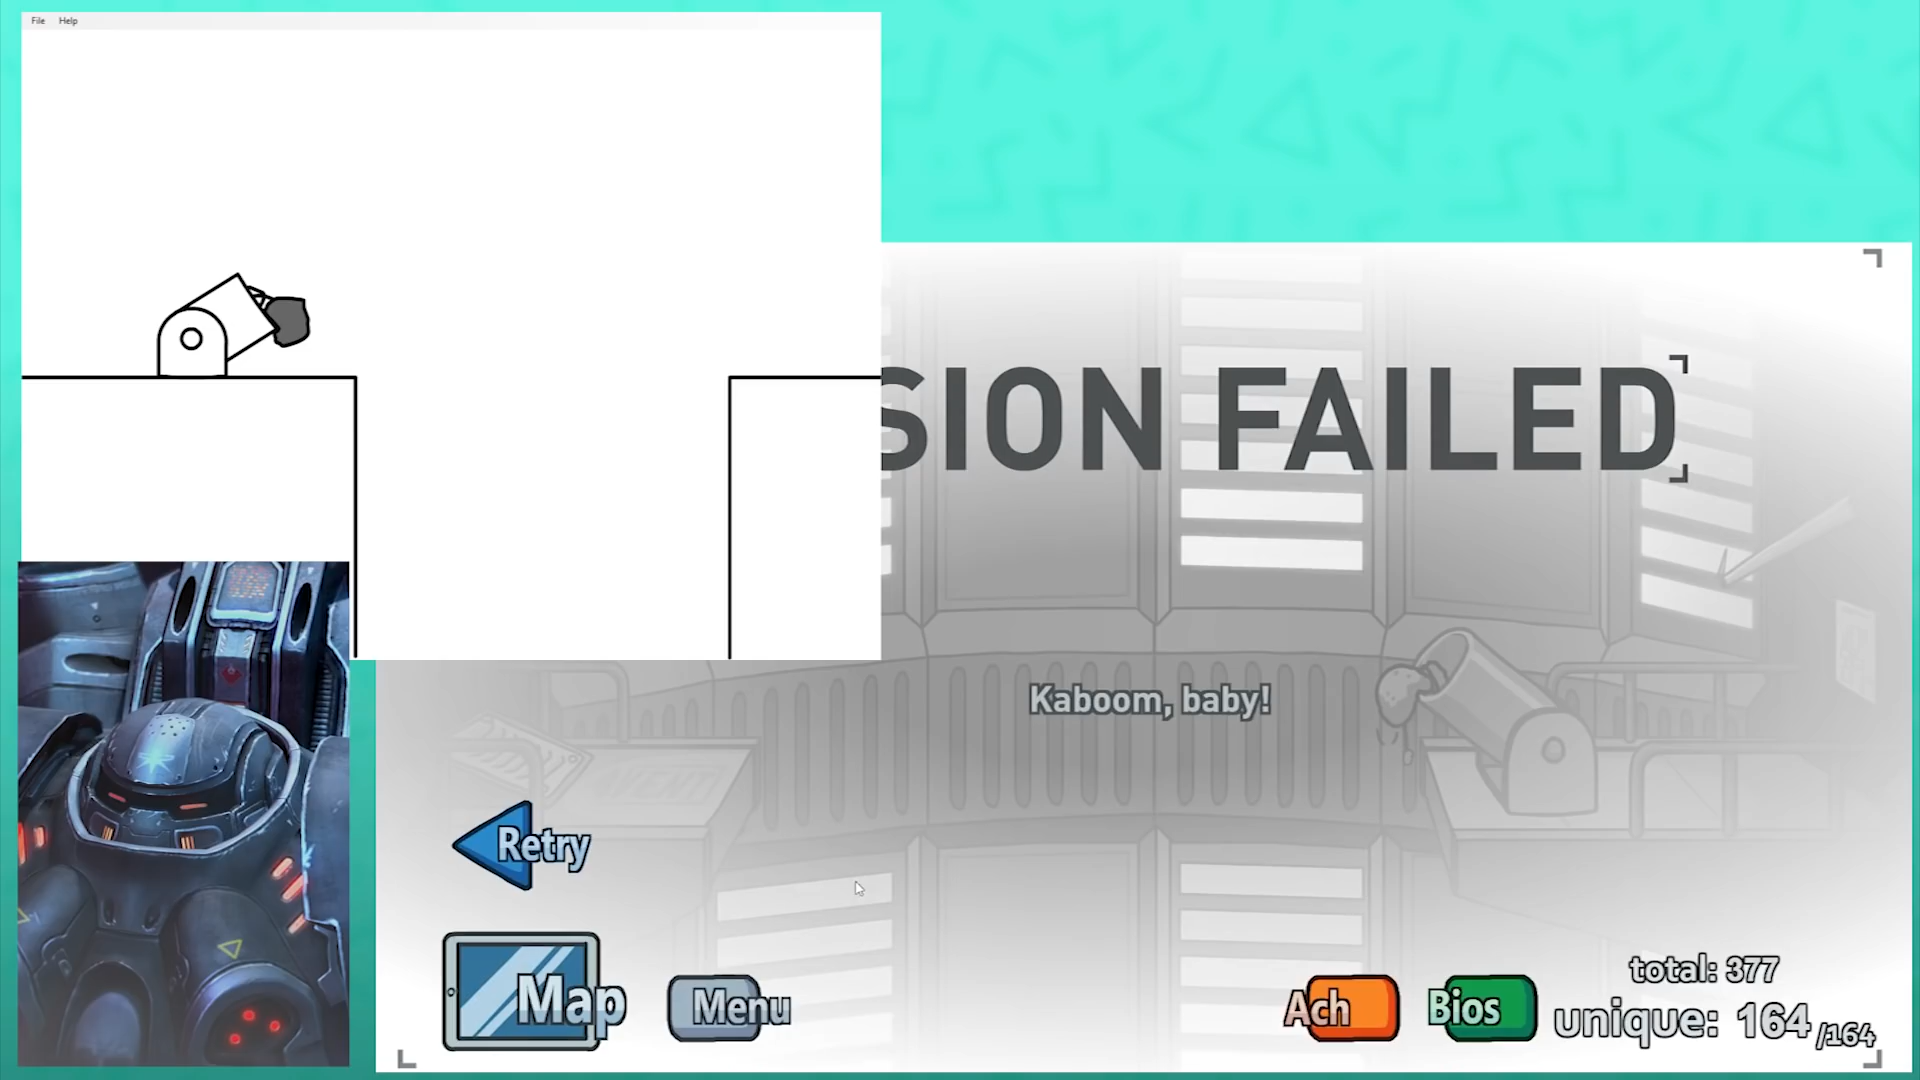 File Help
SION FAILED
Kaboom, baby!
Retry
Map
Menu
Ach
Bios
total: 377
unique: 164/164